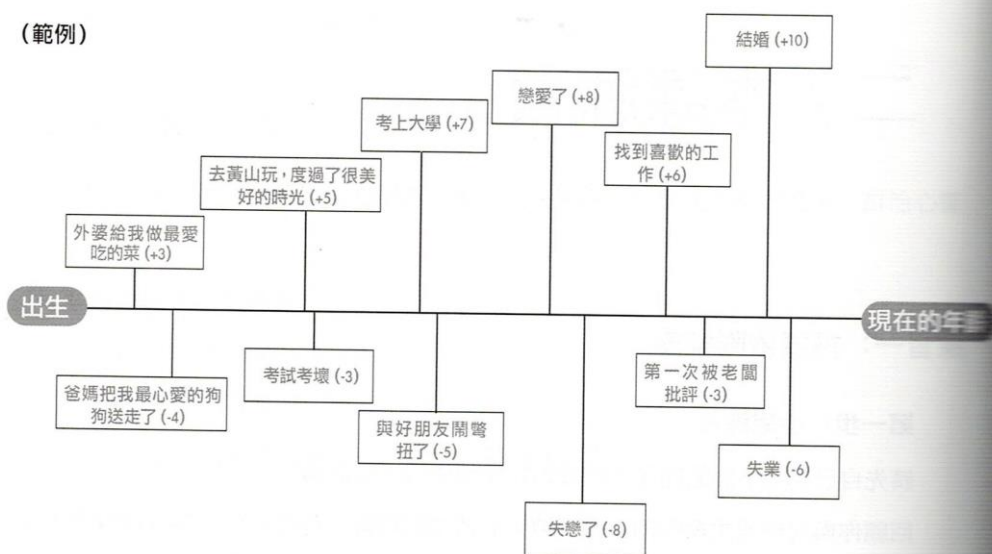 (範例)
結婚 (+10)
戀愛了 (+8)
考上大學 (+7)
找到喜歡的工
作 (+6)
去黃山玩，度過了很美
好的時光 (+5)
外婆給我做最愛
吃的菜 (+3)
出生
現在的年齡
爸媽把我最心愛的狗
狗送走了 (-4)
考試考壞 (-3)
與好朋友鬧彆
扭了 (-5)
第一次被老闆
批評 (-3)
失業 (-6)
失戀了 (-8)